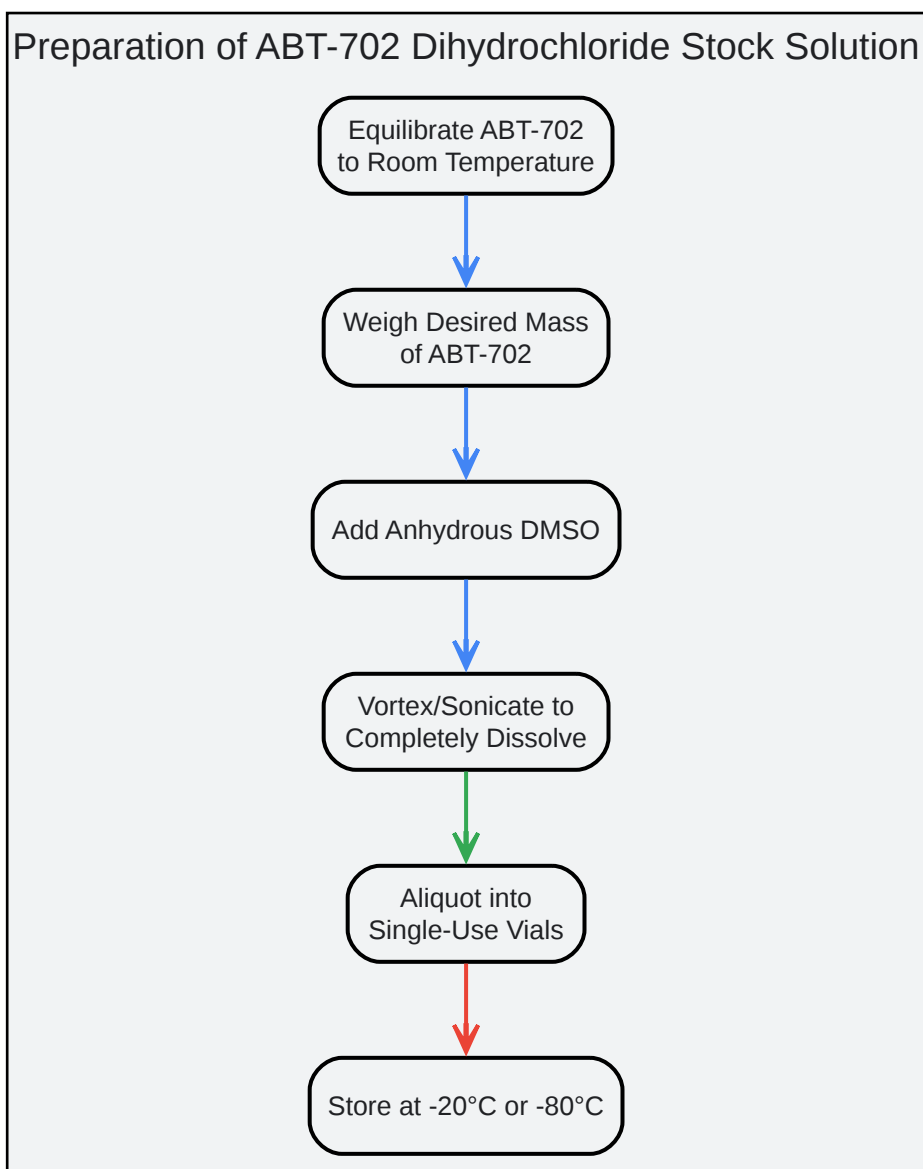 Preparation of ABT-702 Dihydrochloride Stock Solution
Equilibrate ABT-702
to Room Temperature
Weigh Desired Mass
of ABT-702
Add Anhydrous DMSO
Vortex/Sonicate to
Completely Dissolve
Aliquot into
Single-Use Vials
Store at -20°C or -80°C